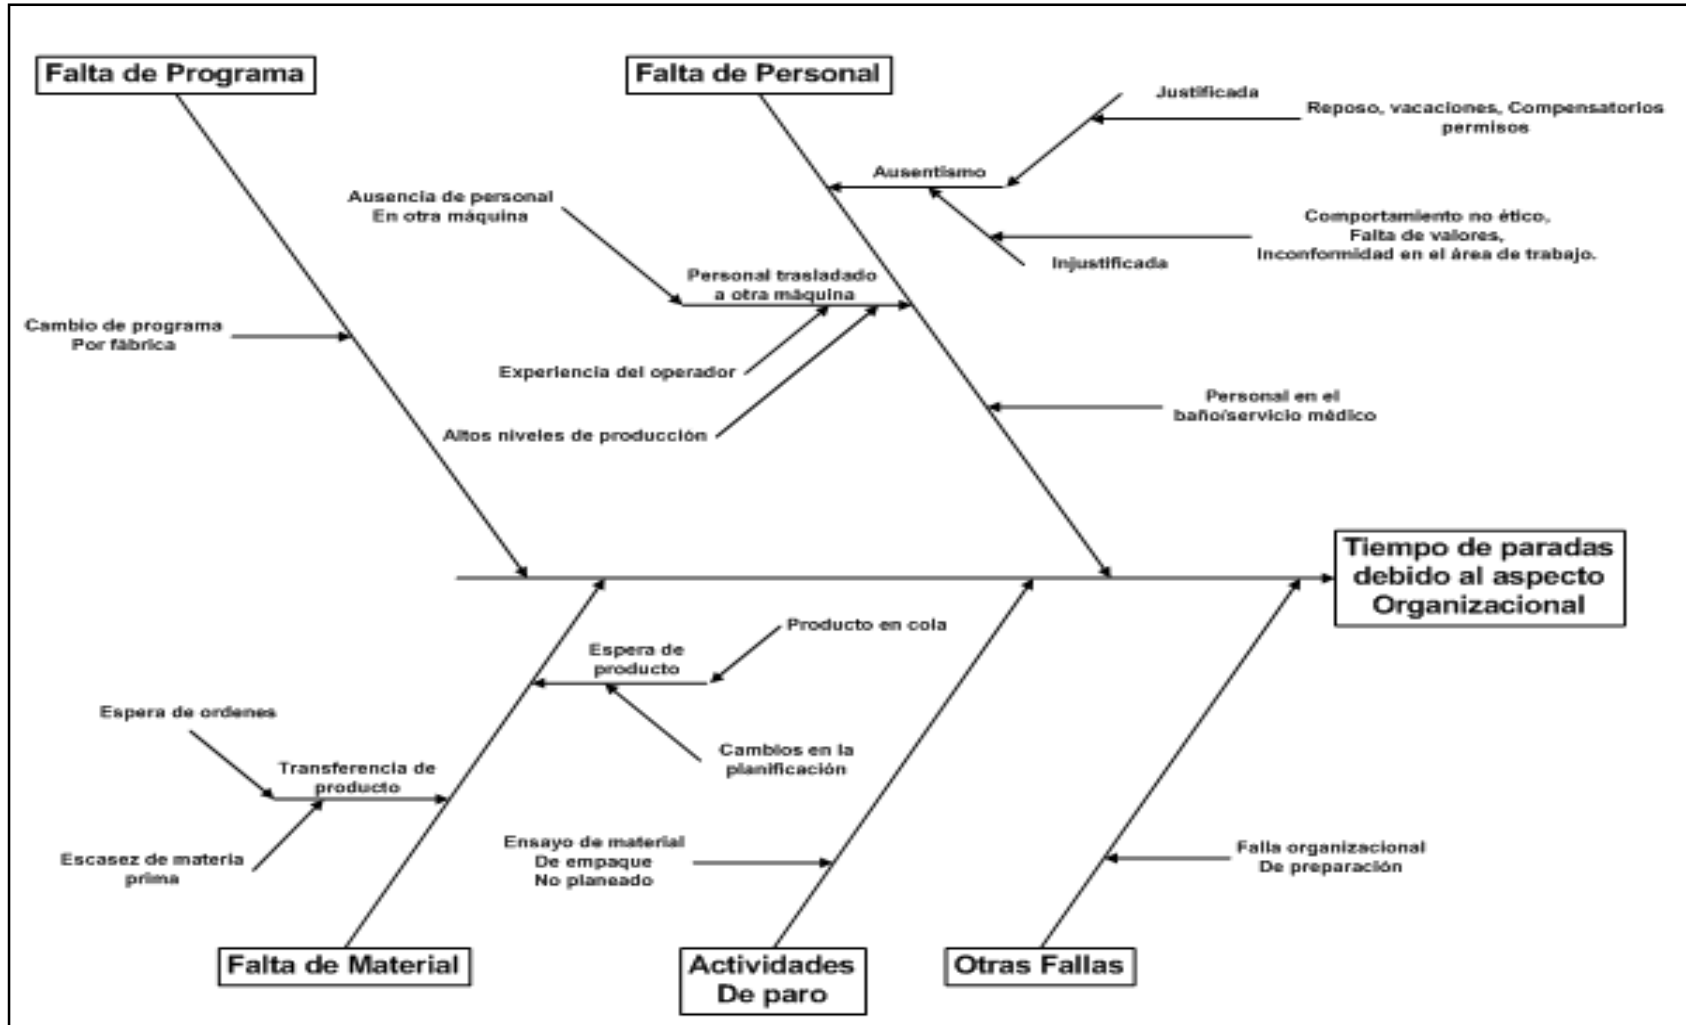 Falta de Programa
Falta de Personal
Justificada
Reposo, vacaciones, Compensatorios
permisos
Ausentismo
Ausencia de personal
En otra máquina
Comportamiento no ético,
Falta de valores,
Inconformidad en el área de trabajo.
Injustificada
Personal trasladado
a otra máquina
Cambio de programa
Por fábrica
Experiencia del operador
Altos niveles de producción
Personal en el
baño/servicio médico
Tiempo de paradas
debido al aspecto
Organizacional
Producto en cola
Espera de
producto
Espera de ordenes
Cambios en la
planificación
Transferencia de
producto
Escasez de materia
prima
Ensayo de material
De empaque
No planeado
Falla organizacional
De preparación
Falta de Material
Actividades
De paro
Otras Fallas